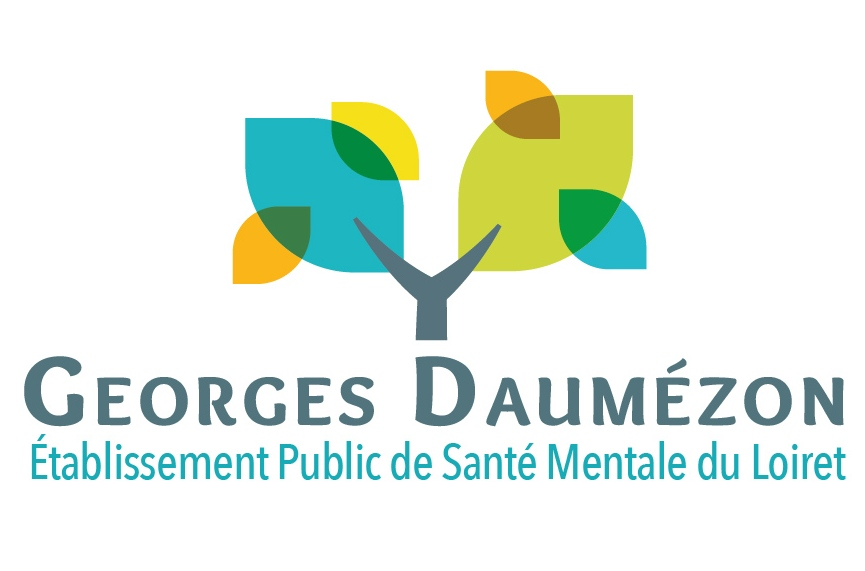 Georges Daumézon
Établissement Public de Santé Mentale du Loiret